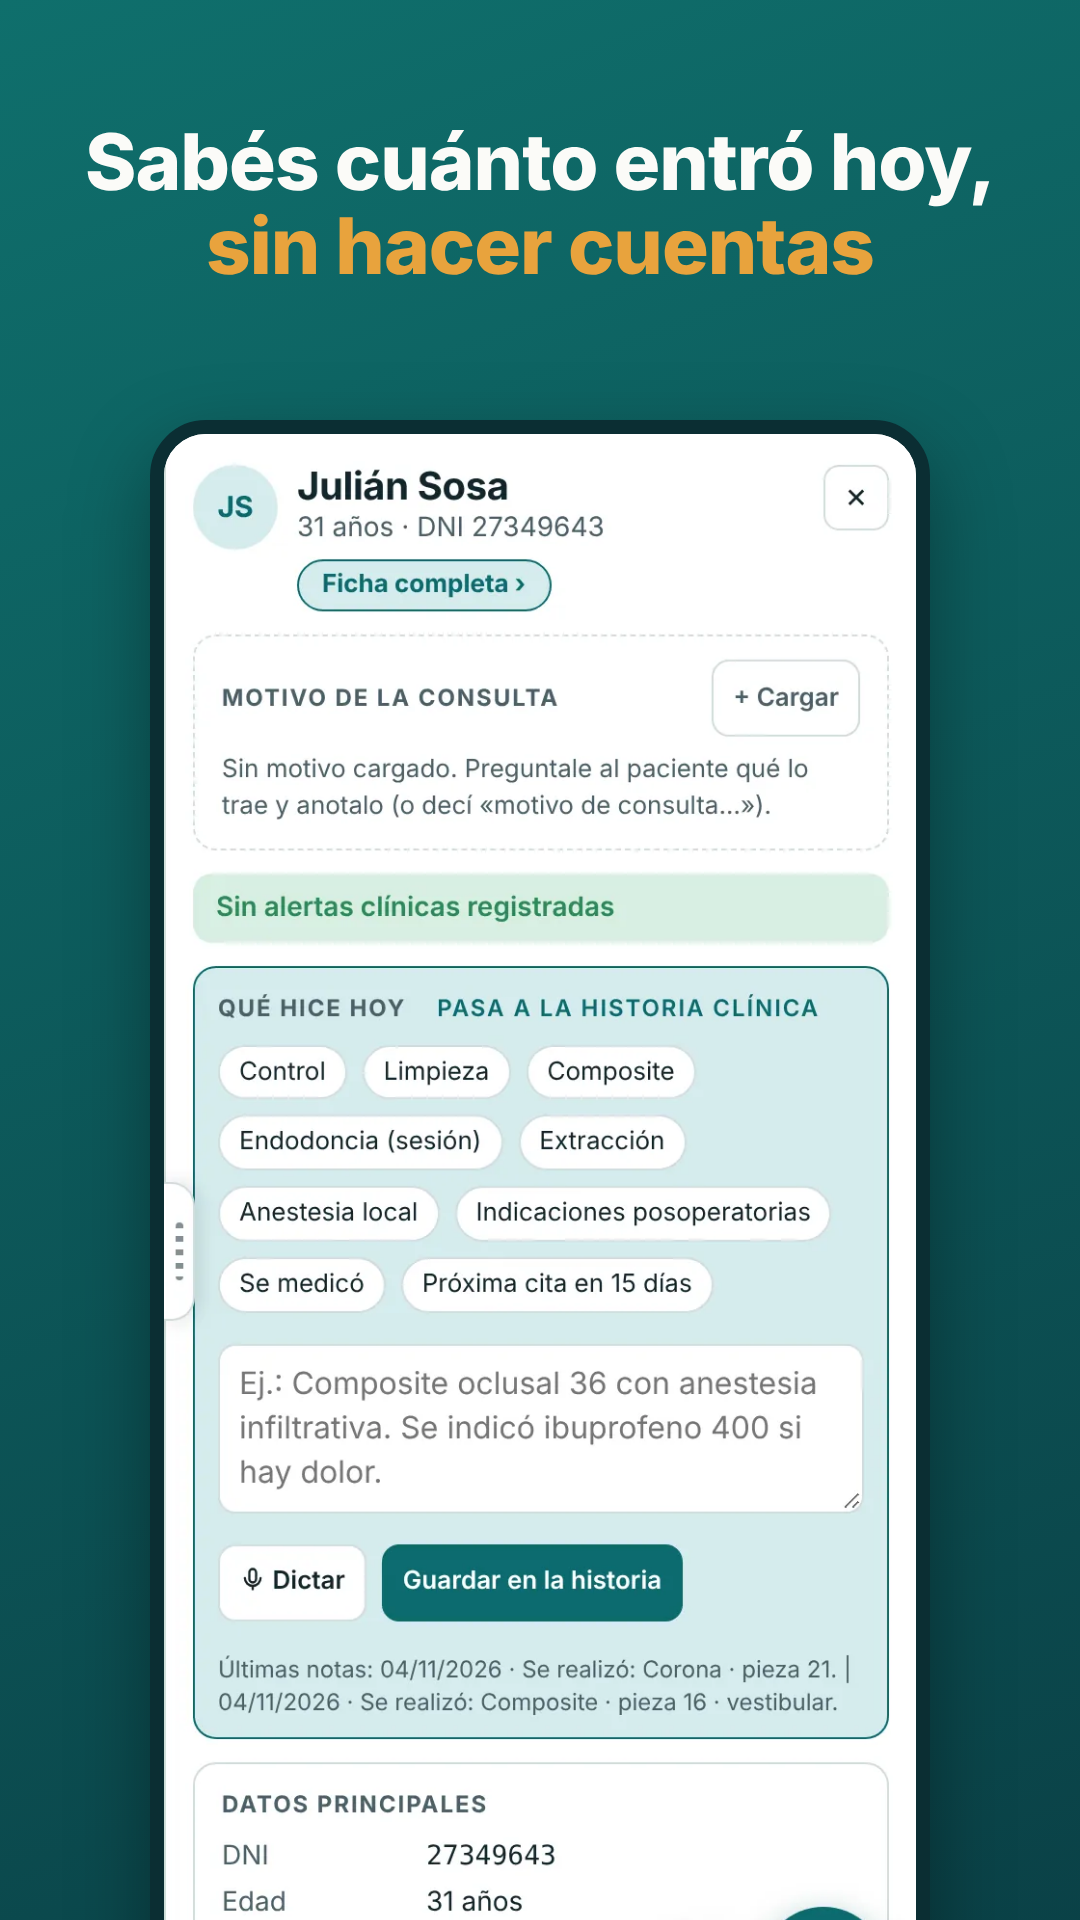 Sabés cuánto entró hoy,
sin hacer cuentas
JS
Julián Sosa
31 años · DNI 27349643
Ficha completa ›
×
MOTIVO DE LA CONSULTA
+ Cargar
Sin motivo cargado. Preguntale al paciente qué lo
trae y anotalo (o decí «motivo de consulta...»).
Sin alertas clínicas registradas
QUÉ HICE HOY PASA A LA HISTORIA CLÍNICA
Control Limpieza Composite
Endodoncia (sesión) Extracción
Anestesia local Indicaciones posoperatorias
Se medicó Próxima cita en 15 días
Ej.: Composite oclusal 36 con anestesia
infiltrativa. Se indicó ibuprofeno 400 si
hay dolor.
Dictar Guardar en la historia
Últimas notas: 04/11/2026 · Se realizó: Corona · pieza 21. |
04/11/2026 · Se realizó: Composite · pieza 16 · vestibular.
DATOS PRINCIPALES
DNI 27349643
Edad 31 años